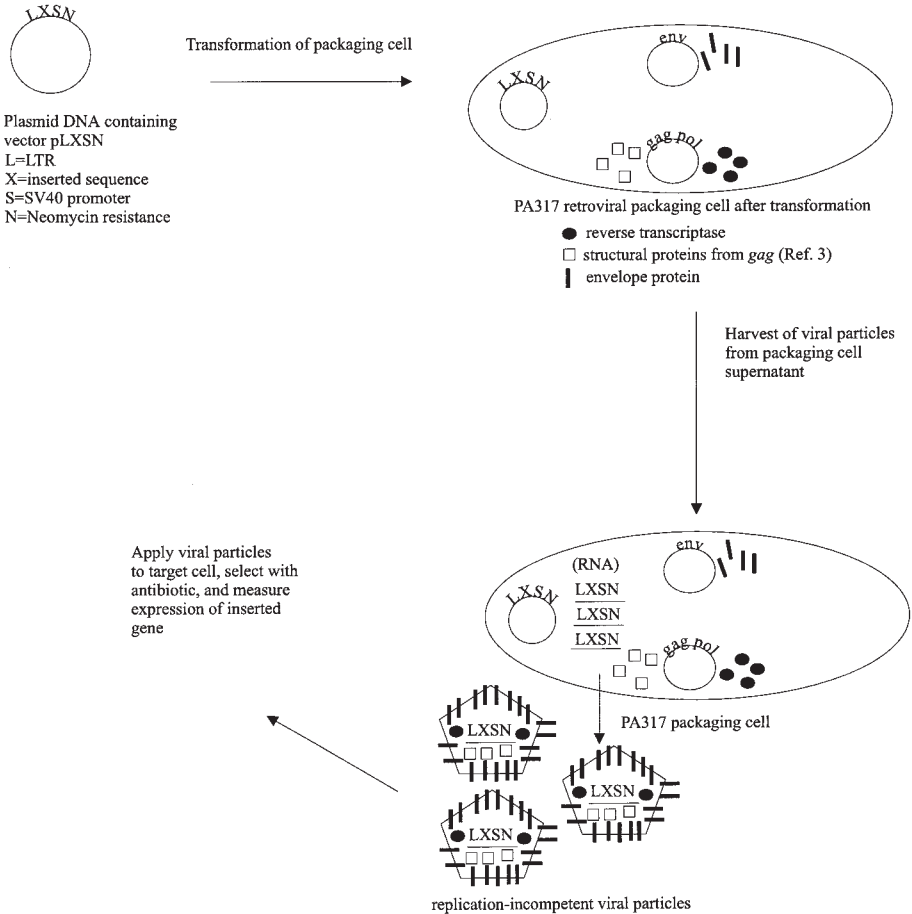 LXSN
Transformation of packaging cell
Plasmid DNA containing
vector pLXSN
L=LTR
X=inserted sequence
S=SV40 promoter
N=Neomycin resistance
env
LXSN
gag pol
PA317 retroviral packaging cell after transformation
reverse transcriptase
structural proteins from gag (Ref. 3)
envelope protein
Harvest of viral particles
from packaging cell
supernatant
Apply viral particles
to target cell, select with
antibiotic, and measure
expression of inserted
gene
env
(RNA)
LXSN
LXSN
LXSN
LXSN
gag pol
PA317 packaging cell
LXSN
LXSN
LXSN
replication-incompetent viral particles